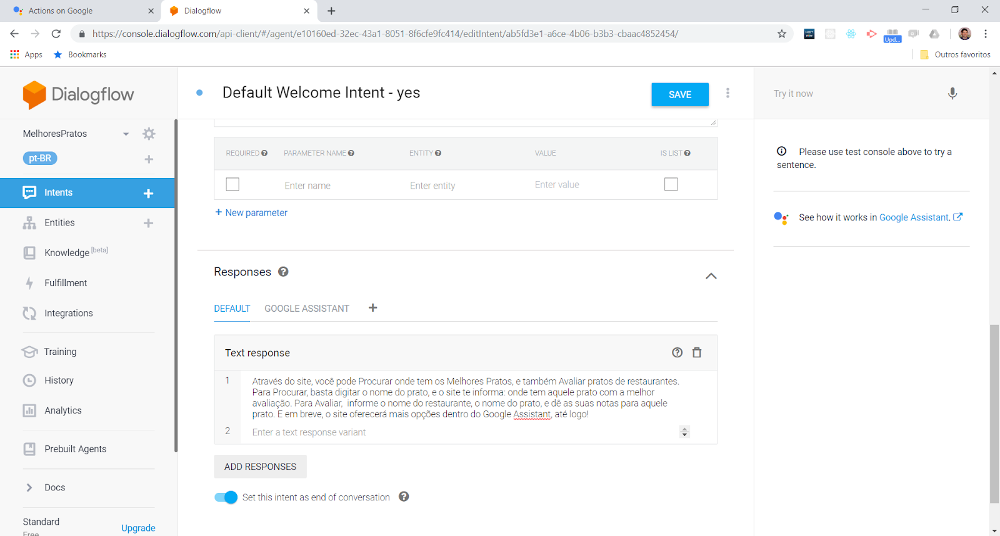 Actions on Google
Dialogflow
https://console.dialogflow.com/api-client/#/agent/e10160ed-32ec-43a1-8051-8f6cfe9fc414/editIntent/ab5fd3e1-a6ce-4b06-b3b3-cbaac4852454/
Upd...
Apps
Bookmarks
Outros favoritos
Dialogflow
Default Welcome Intent - yes
SAVE
Try it now
MelhoresPratos
pt-BR
Intents
Entities
Knowledge [beta]
Fulfillment
Integrations
Training
History
Analytics
Prebuilt Agents
Docs
Standard
Free
Upgrade
REQUIRED PARAMETER NAME ENTITY VALUE IS LIST
Enter name Enter entity Enter value
+ New parameter
Responses
DEFAULT GOOGLE ASSISTANT +
Text response
1 Através do site, você pode Procurar onde tem os Melhores Pratos, e também Avaliar pratos de restaurantes.
Para Procurar, basta digitar o nome do prato, e o site te informa: onde tem aquele prato com a melhor
avaliação. Para Avaliar,  informe o nome do restaurante, o nome do prato, e dê as suas notas para aquele
prato. E em breve, o site oferecerá mais opções dentro do Google Assistant, até logo!
2 Enter a text response variant
ADD RESPONSES
Set this intent as end of conversation
Please use test console above to try a
sentence.
See how it works in Google Assistant.